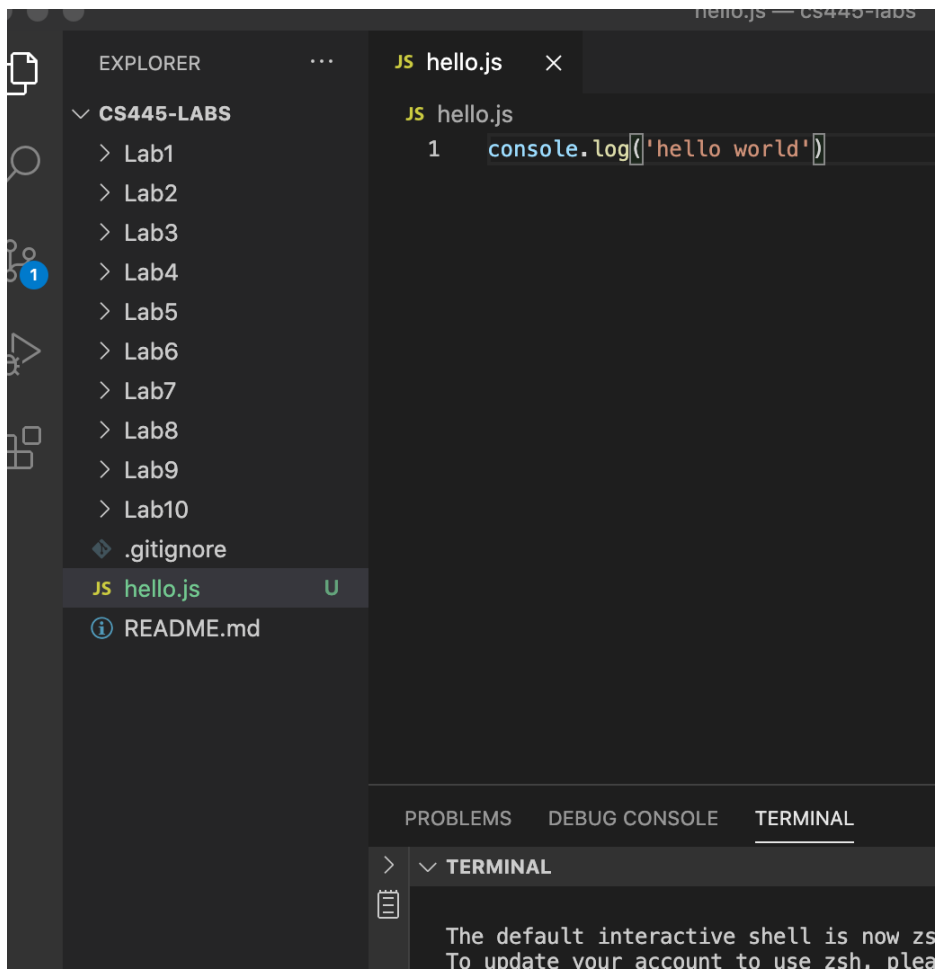 hello.js — cs445-labs
EXPLORER
CS445-LABS
Lab1
Lab2
Lab3
Lab4
Lab5
Lab6
Lab7
Lab8
Lab9
Lab10
.gitignore
JS hello.js U
README.md
JS hello.js
JS hello.js
1 console.log('hello world')
1
PROBLEMS DEBUG CONSOLE TERMINAL
TERMINAL
The default interactive shell is now zs
To update your account to use zsh, plea